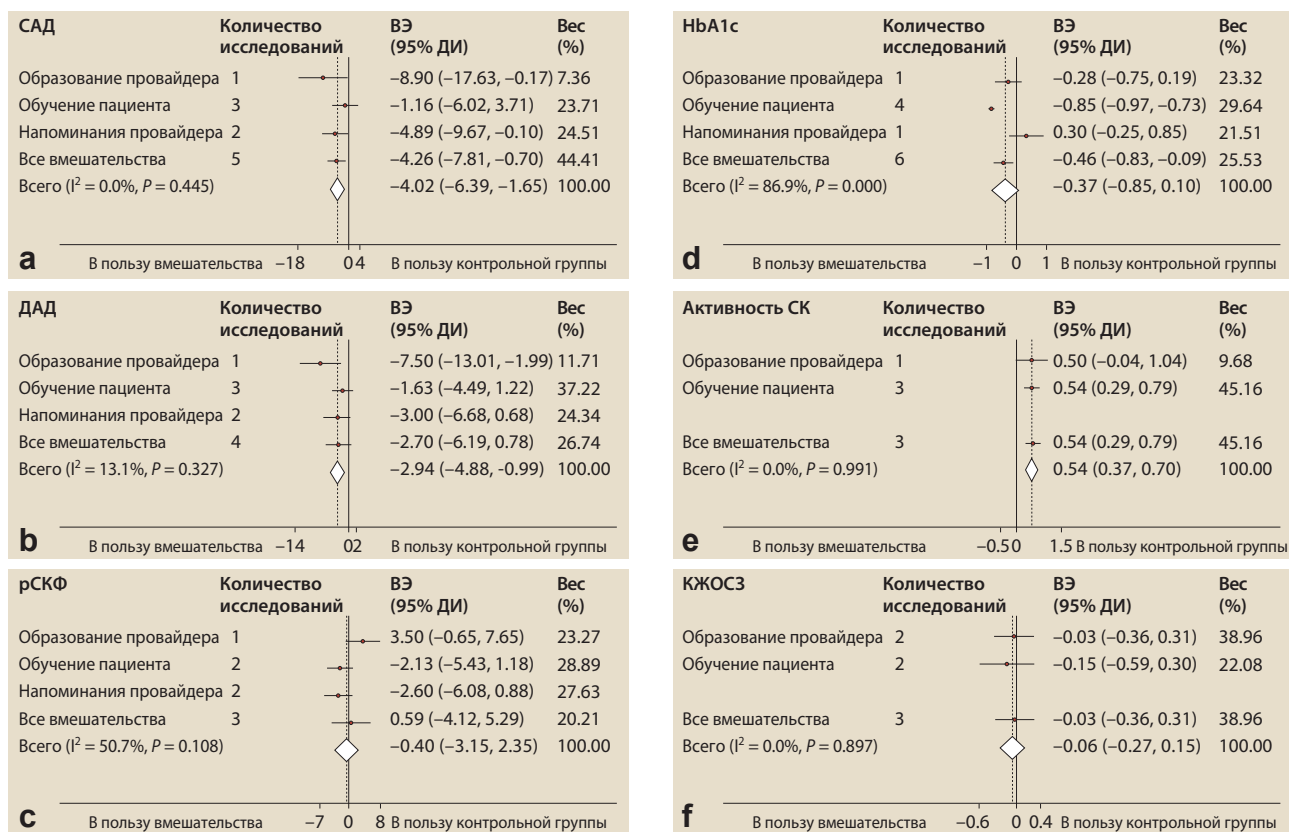 САД Количество исследований ВЭ (95% ДИ) Вес (%)
Образование провайдера 1 –8.90 (–17.63, –0.17) 7.36
Обучение пациента 3 –1.16 (–6.02, 3.71) 23.71
Напоминания провайдера 2 –4.89 (–9.67, –0.10) 24.51
Все вмешательства 5 –4.26 (–7.81, –0.70) 44.41
Всего (I² = 0.0%, P = 0.445) –4.02 (–6.39, –1.65) 100.00
a В пользу вмешательства –18 0 4 В пользу контрольной группы
ДАД Количество исследований ВЭ (95% ДИ) Вес (%)
Образование провайдера 1 –7.50 (–13.01, –1.99) 11.71
Обучение пациента 3 –1.63 (–4.49, 1.22) 37.22
Напоминания провайдера 2 –3.00 (–6.68, 0.68) 24.34
Все вмешательства 4 –2.70 (–6.19, 0.78) 26.74
Всего (I² = 13.1%, P = 0.327) –2.94 (–4.88, -0.99) 100.00
b В пользу вмешательства –14 0 2 В пользу контрольной группы
рСКФ Количество исследований ВЭ (95% ДИ) Вес (%)
Образование провайдера 1 3.50 (–0.65, 7.65) 23.27
Обучение пациента 2 –2.13 (–5.43, 1.18) 28.89
Напоминания провайдера 2 –2.60 (–6.08, 0.88) 27.63
Все вмешательства 3 0.59 (–4.12, 5.29) 20.21
Всего (I² = 50.7%, P = 0.108) –0.40 (–3.15, 2.35) 100.00
c В пользу вмешательства –7 0 8 В пользу контрольной группы
HbA1c Количество исследований ВЭ (95% ДИ) Вес (%)
Образование провайдера 1 –0.28 (–0.75, 0.19) 23.32
Обучение пациента 4 –0.85 (–0.97, –0.73) 29.64
Напоминания провайдера 1 0.30 (–0.25, 0.85) 21.51
Все вмешательства 6 –0.46 (–0.83, –0.09) 25.53
Всего (I² = 86.9%, P = 0.000) –0.37 (–0.85, 0.10) 100.00
d В пользу вмешательства –1 0 1 В пользу контрольной группы
Активность СК Количество исследований ВЭ (95% ДИ) Вес (%)
Образование провайдера 1 0.50 (–0.04, 1.04) 9.68
Обучение пациента 3 0.54 (0.29, 0.79) 45.16
Все вмешательства 3 0.54 (0.29, 0.79) 45.16
Всего (I² = 0.0%, P = 0.991) 0.54 (0.37, 0.70) 100.00
e В пользу вмешательства –0.5 0 1.5 В пользу контрольной группы
КЖОСЗ Количество исследований ВЭ (95% ДИ) Вес (%)
Образование провайдера 2 –0.03 (–0.36, 0.31) 38.96
Обучение пациента 2 –0.15 (–0.59, 0.30) 22.08
Все вмешательства 3 –0.03 (–0.36, 0.31) 38.96
Всего (I² = 0.0%, P = 0.897) –0.06 (–0.27, 0.15) 100.00
f В пользу вмешательства –0.6 0 0.4 В пользу контрольной группы